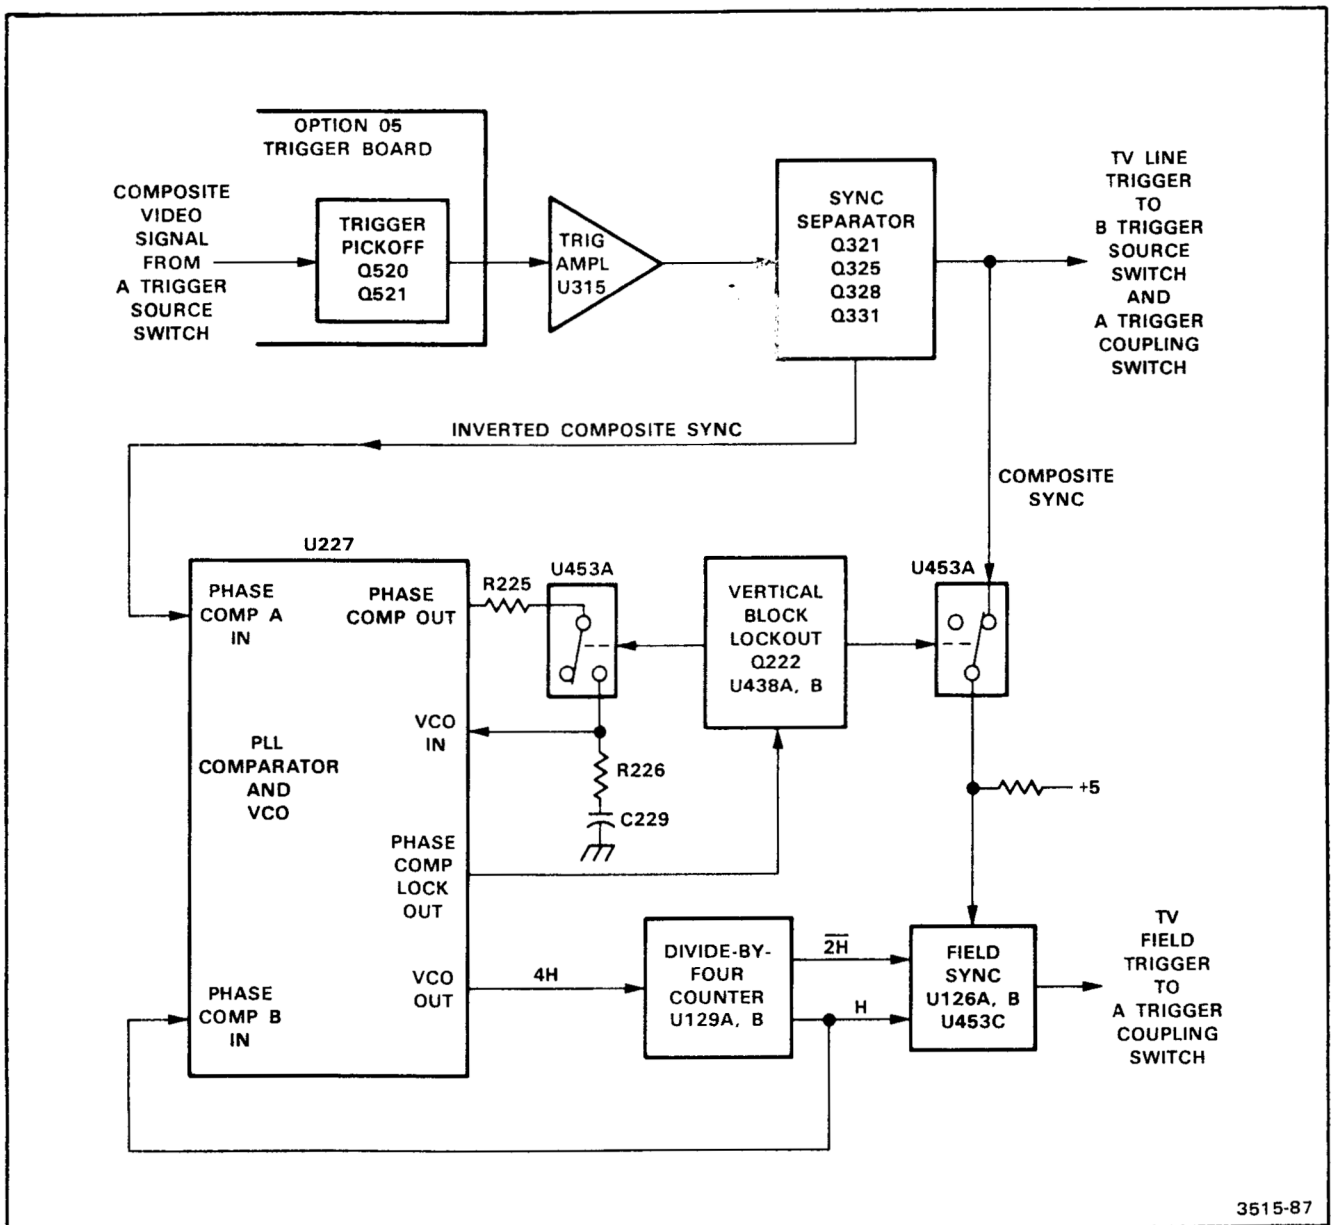 OPTION 05
TRIGGER BOARD
COMPOSITE
VIDEO
SIGNAL
FROM
A TRIGGER
SOURCE
SWITCH
TRIGGER
PICKOFF
Q520
Q521
TRIG
AMPL
U315
SYNC
SEPARATOR
Q321
Q325
Q328
Q331
TV LINE
TRIGGER
TO
B TRIGGER
SOURCE
SWITCH
AND
A TRIGGER
COUPLING
SWITCH
INVERTED COMPOSITE SYNC
COMPOSITE
SYNC
U227
PHASE
COMP A
IN
PHASE
COMP OUT
R225
U453A
VERTICAL
BLOCK
LOCKOUT
Q222
U438A, B
U453A
PLL
COMPARATOR
AND
VCO
VCO
IN
R226
C229
+5
PHASE
COMP
LOCK
OUT
PHASE
COMP B
IN
VCO
OUT
4H
DIVIDE-BY-
FOUR
COUNTER
U129A, B
2H
H
FIELD
SYNC
U126A, B
U453C
TV
FIELD
TRIGGER
TO
A TRIGGER
COUPLING
SWITCH
3515-87